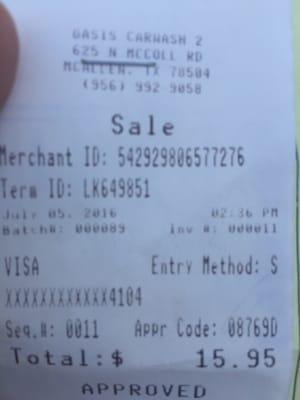 OASIS CARWASH 2
625 N MCCOLL RD
MCALLEN, TX 78504
(956) 992 9058
Sale
Merchant ID: 542929806577276
Term ID: LK649851
July 05, 2016 02:36 PM
Batch#: 000089 Inv #: 000011
VISA Entry Method: S
XXXXXXXXXXXX4104
Seq.#: 0011 Appr Code: 08769D
Total:$ 15.95
APPROVED